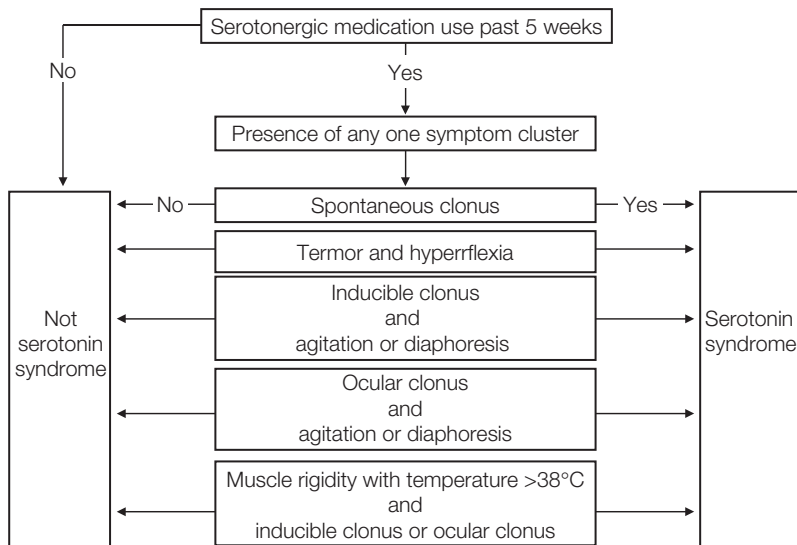 Serotonergic medication use past 5 weeks
No
Yes
Presence of any one symptom cluster
No
Spontaneous clonus
Yes
Termor and hyperrflexia
Inducible clonus
and
agitation or diaphoresis
Not
serotonin
syndrome
Serotonin
syndrome
Ocular clonus
and
agitation or diaphoresis
Muscle rigidity with temperature >38°C
and
inducible clonus or ocular clonus